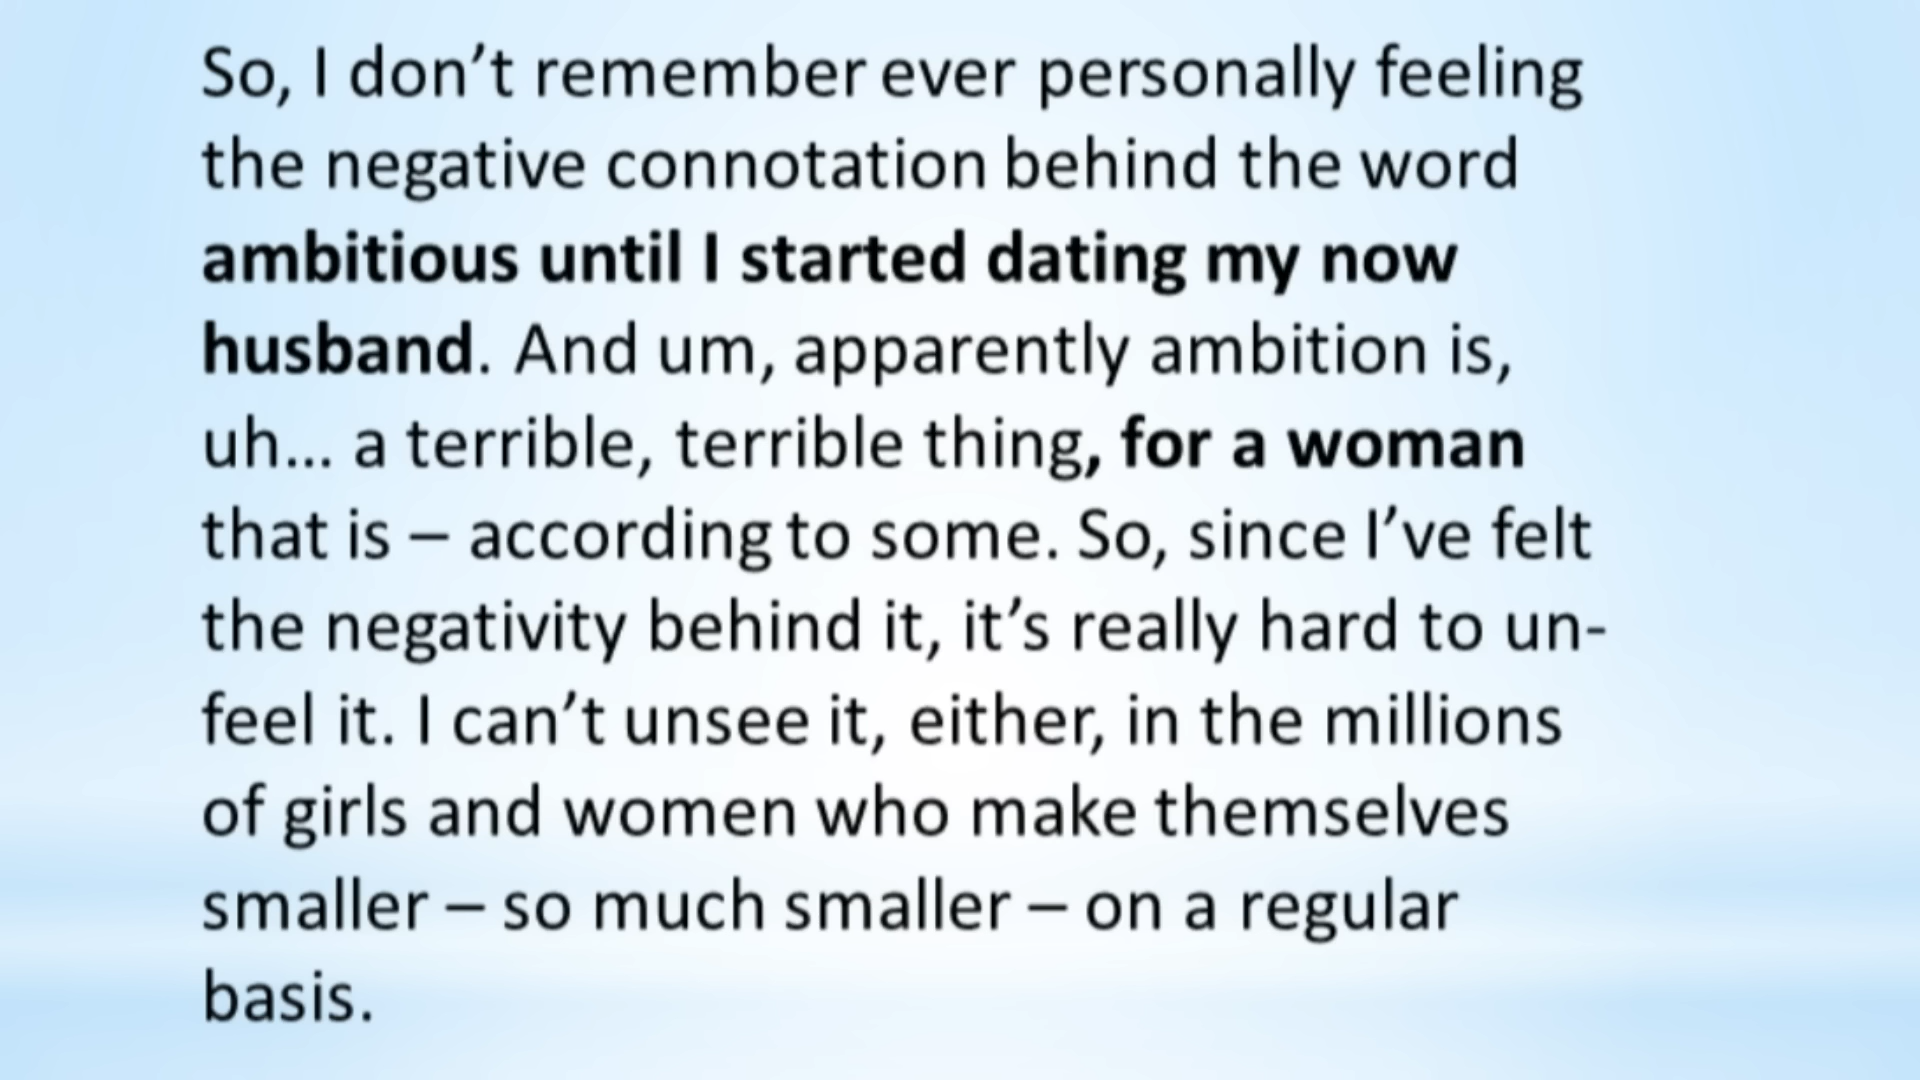 So, I don’t remember ever personally feeling
the negative connotation behind the word
ambitious until I started dating my now
husband. And um, apparently ambition is,
uh... a terrible, terrible thing, for a woman
that is – according to some. So, since I’ve felt
the negativity behind it, it’s really hard to un-
feel it. I can’t unsee it, either, in the millions
of girls and women who make themselves
smaller – so much smaller – on a regular
basis.